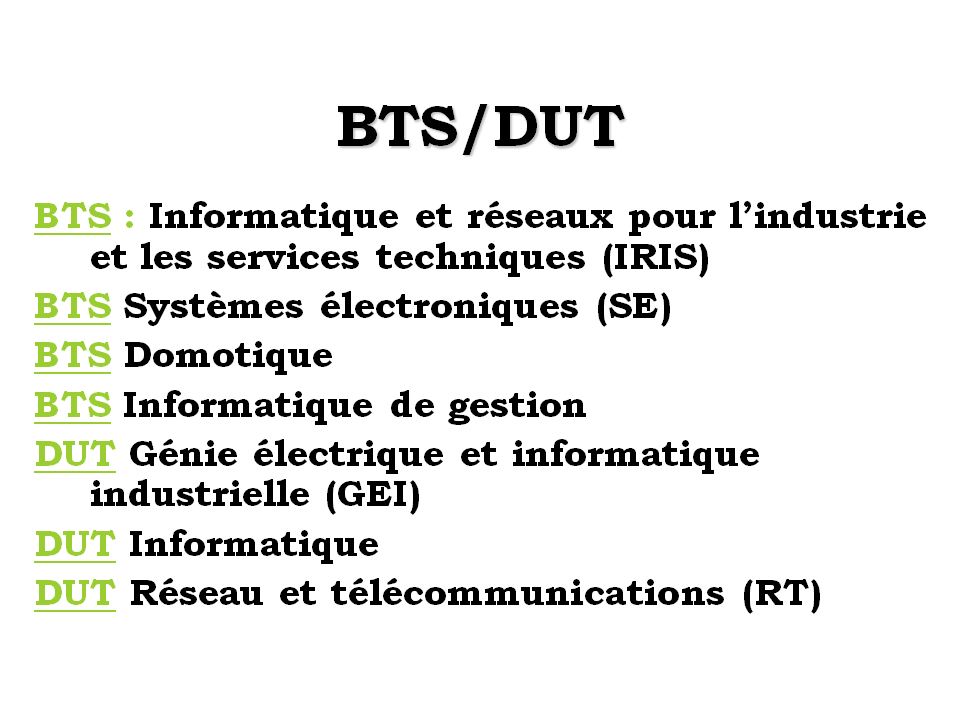 BTS/DUT
BTS : Informatique et réseaux pour l’industrie
et les services techniques (IRIS)
BTS Systèmes électroniques (SE)
BTS Domotique
BTS Informatique de gestion
DUT Génie électrique et informatique
industrielle (GEI)
DUT Informatique
DUT Réseau et télécommunications (RT)